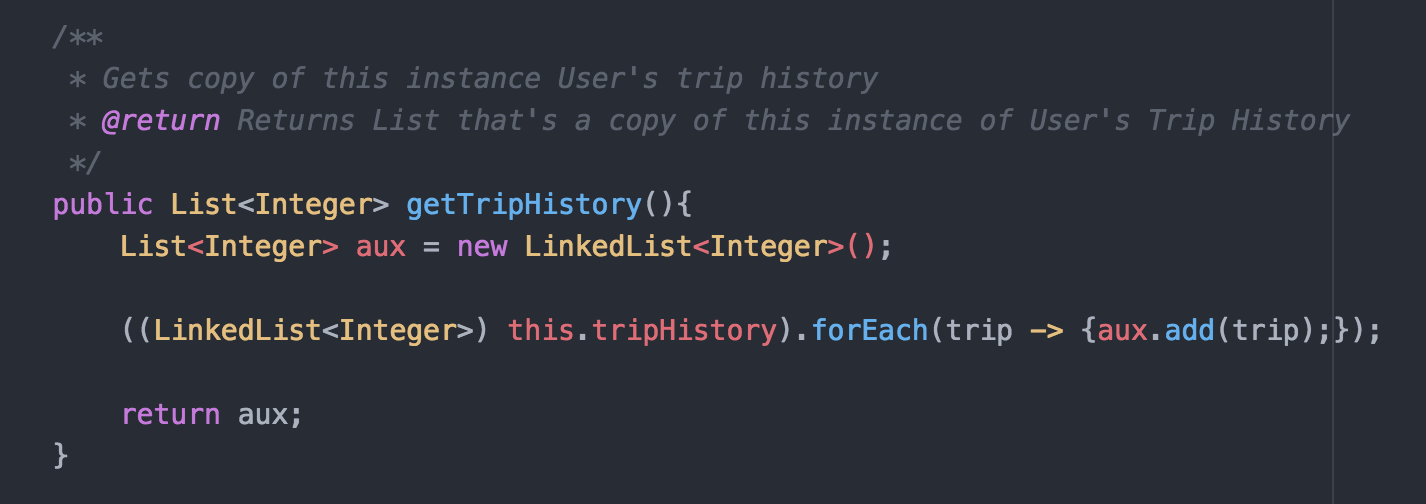 /**
 * Gets copy of this instance User's trip history
 * @return Returns List that's a copy of this instance of User's Trip History
 */
public List<Integer> getTripHistory(){
    List<Integer> aux = new LinkedList<Integer>();
    ((LinkedList<Integer>) this.tripHistory).forEach(trip -> {aux.add(trip);});
    return aux;
}